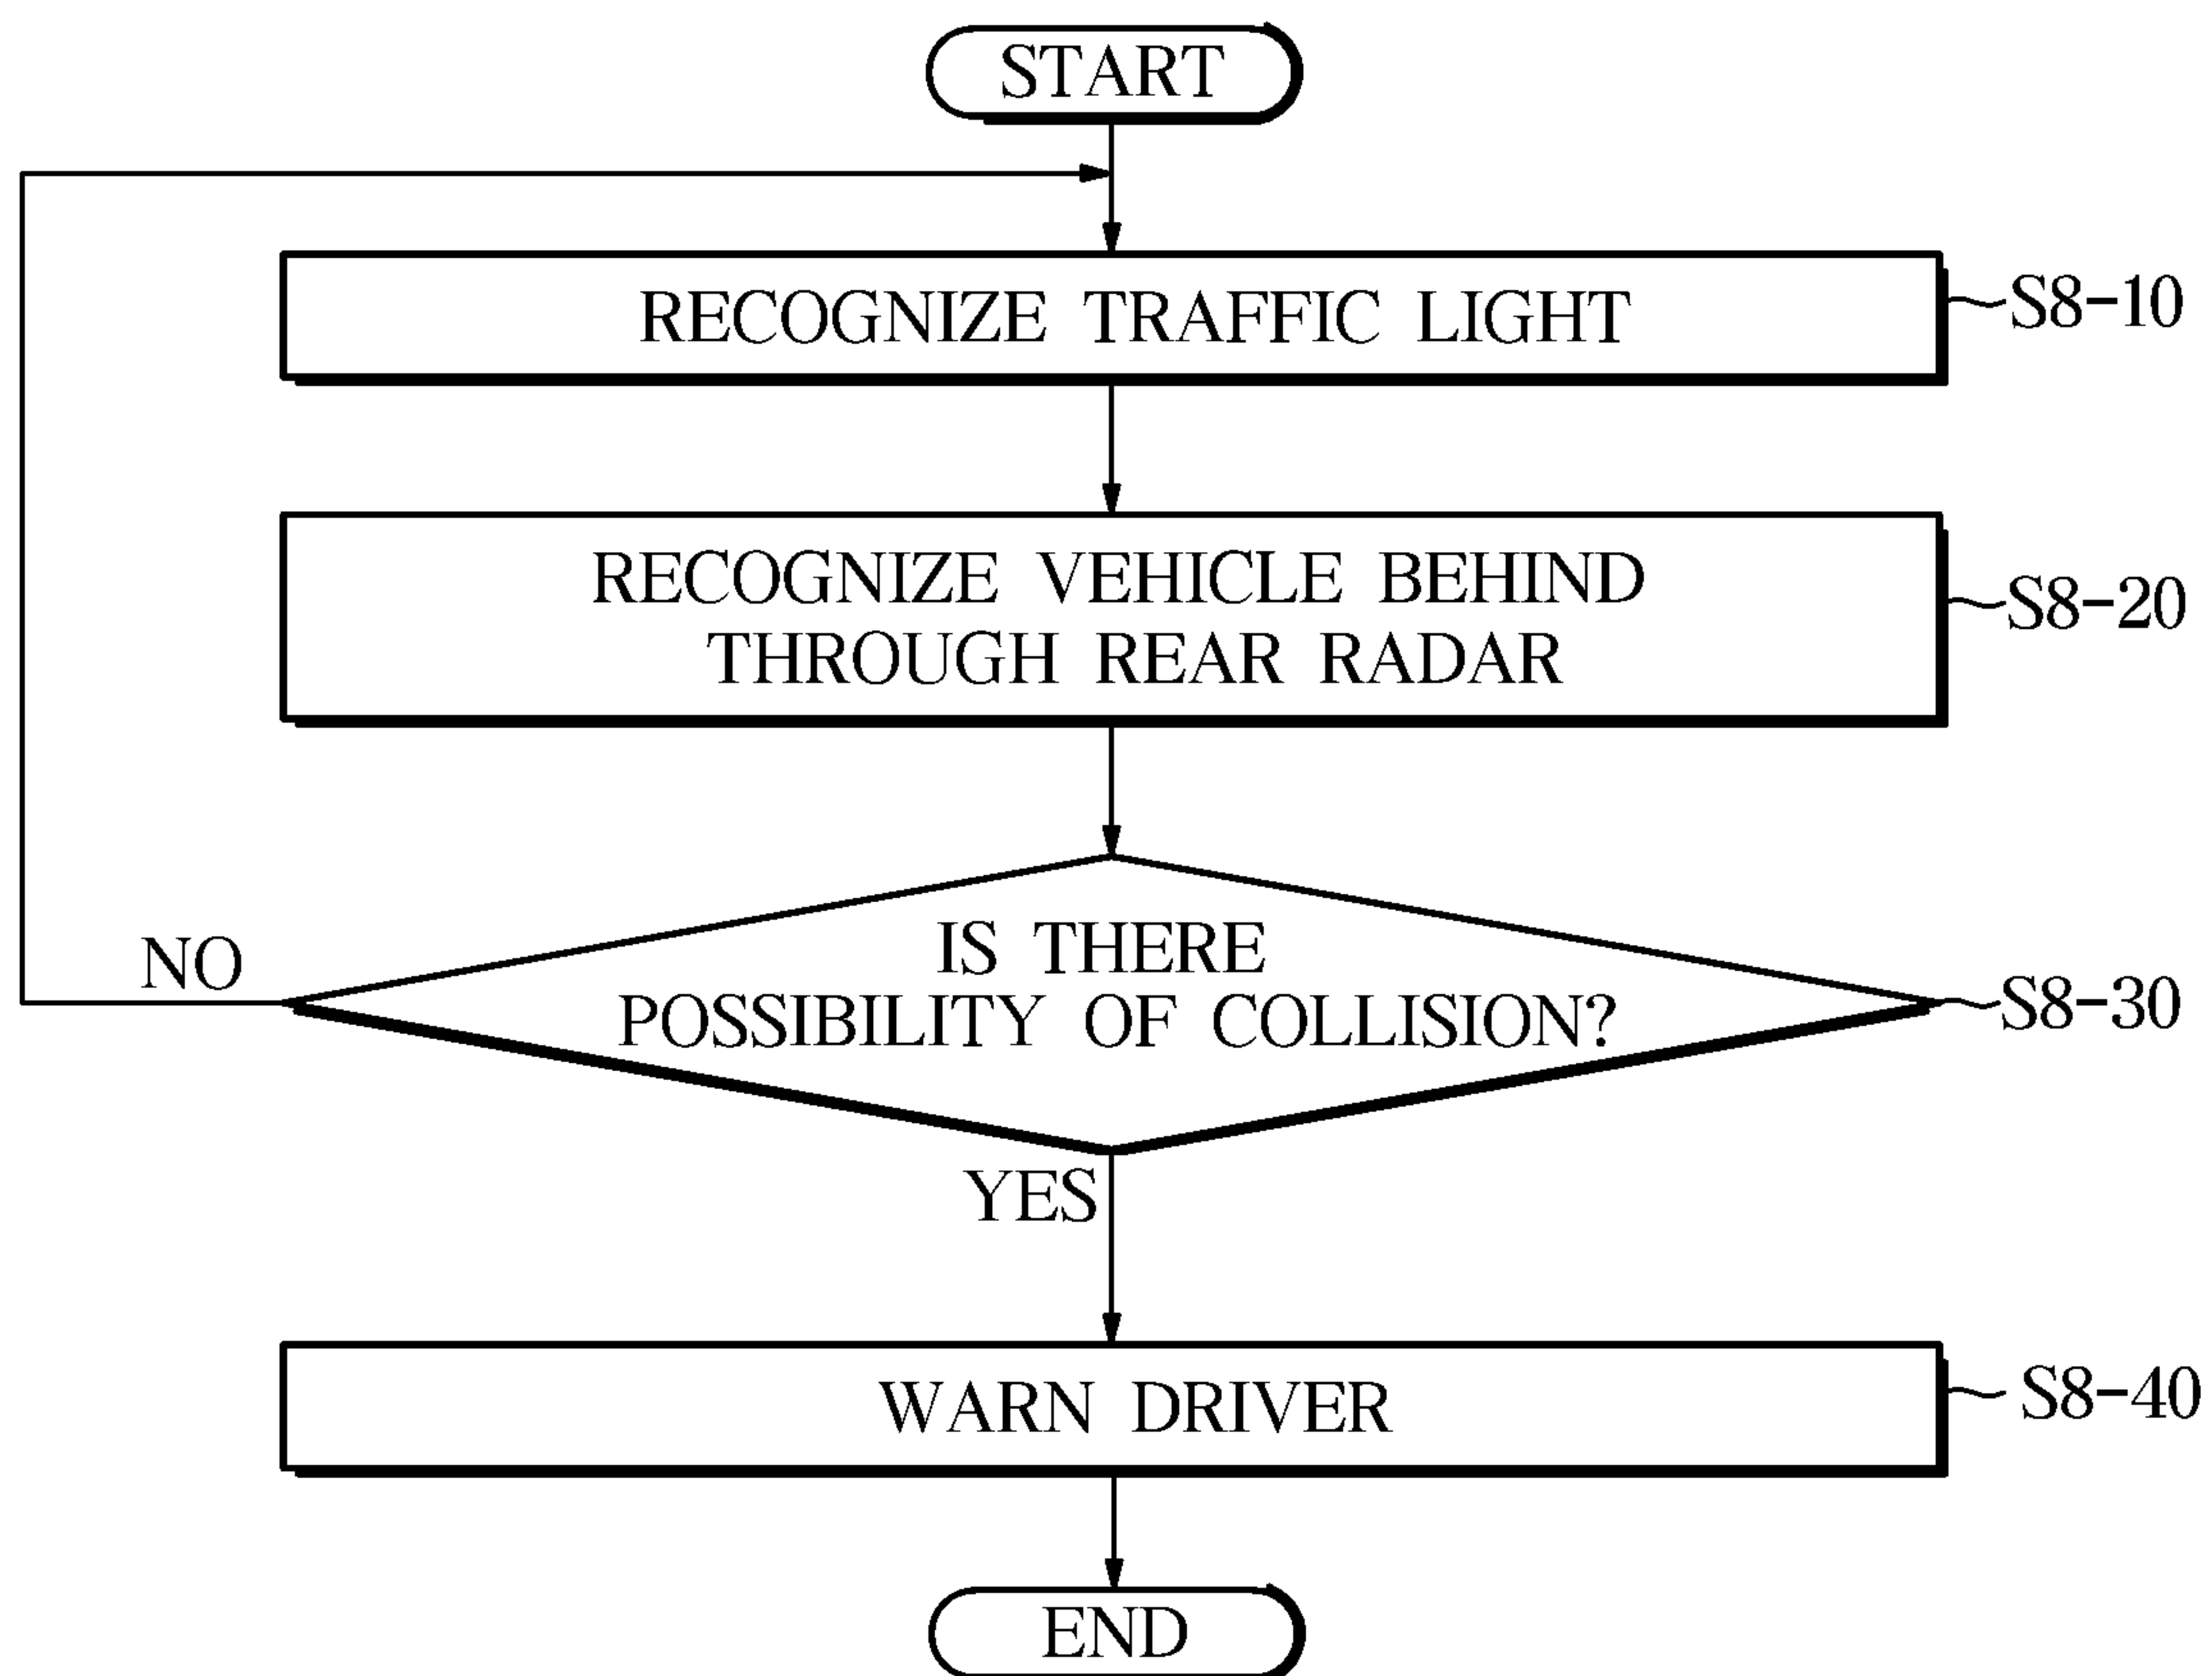 START
RECOGNIZE TRAFFIC LIGHT
S8-10
RECOGNIZE VEHICLE BEHIND
THROUGH REAR RADAR
S8-20
IS THERE
POSSIBILITY OF COLLISION?
S8-30
NO
YES
WARN DRIVER
S8-40
END